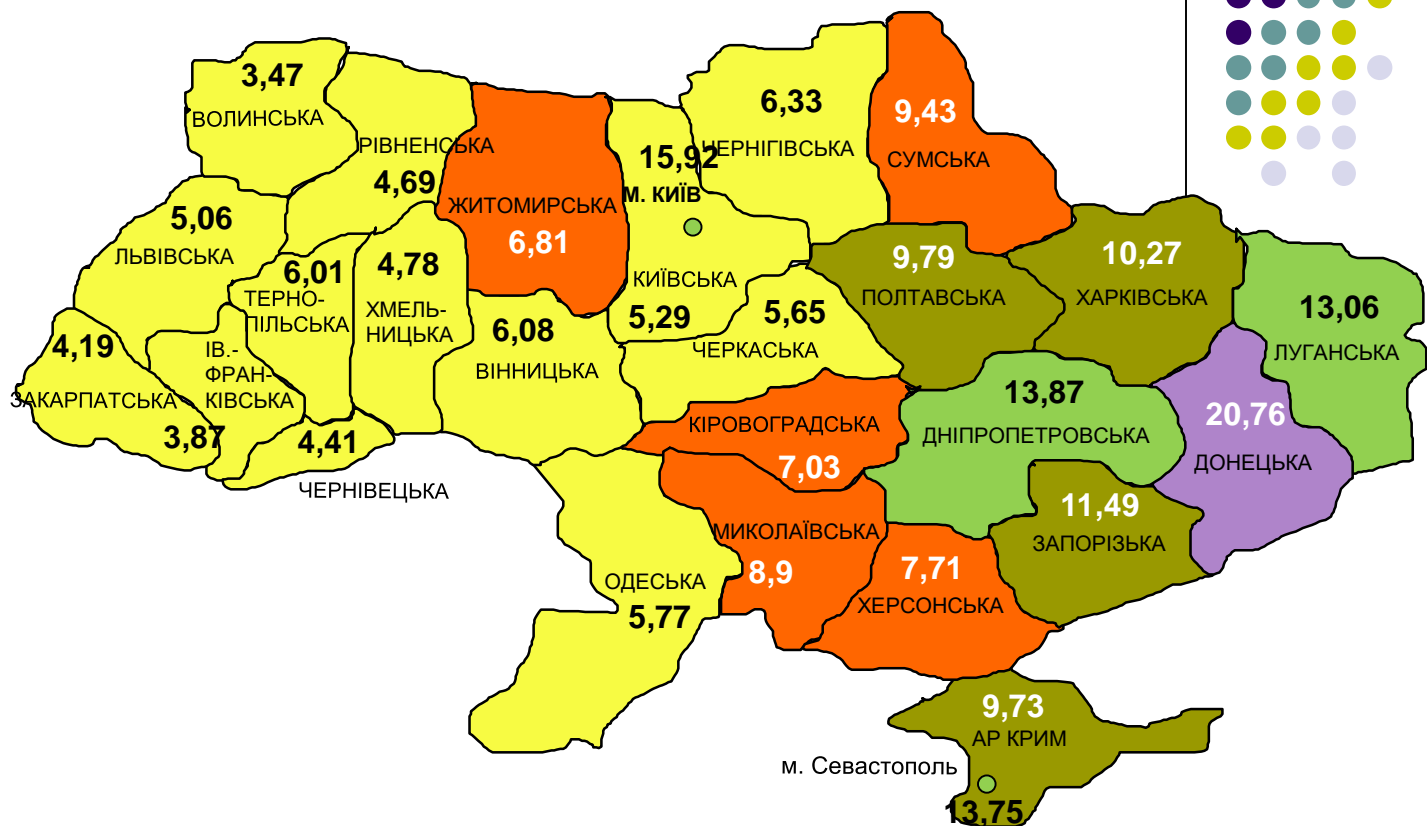 3,47
ВОЛИНСЬКА
РІВНЕНСЬКА
4,69
ЖИТОМИРСЬКА
6,81
15,92
М. КИЇВ
КИЇВСЬКА
5,29
6,33
ЧЕРНІГІВСЬКА
9,43
СУМСЬКА
5,06
ЛЬВІВСЬКА
6,01
ТЕРНО-
ПІЛЬСЬКА
4,78
ХМЕЛЬ-
НИЦЬКА
6,08
ВІННИЦЬКА
5,65
ЧЕРКАСЬКА
9,79
ПОЛТАВСЬКА
10,27
ХАРКІВСЬКА
13,06
ЛУГАНСЬКА
4,19
ЗАКАРПАТСЬКА
ІВ.-
ФРАН-
КІВСЬКА
3,87
4,41
ЧЕРНІВЕЦЬКА
КІРОВОГРАДСЬКА
7,03
13,87
ДНІПРОПЕТРОВСЬКА
20,76
ДОНЕЦЬКА
11,49
ЗАПОРІЗЬКА
МИКОЛАЇВСЬКА
8,9
7,71
ХЕРСОНСЬКА
ОДЕСЬКА
5,77
9,73
АР КРИМ
м. Севастополь
13,75